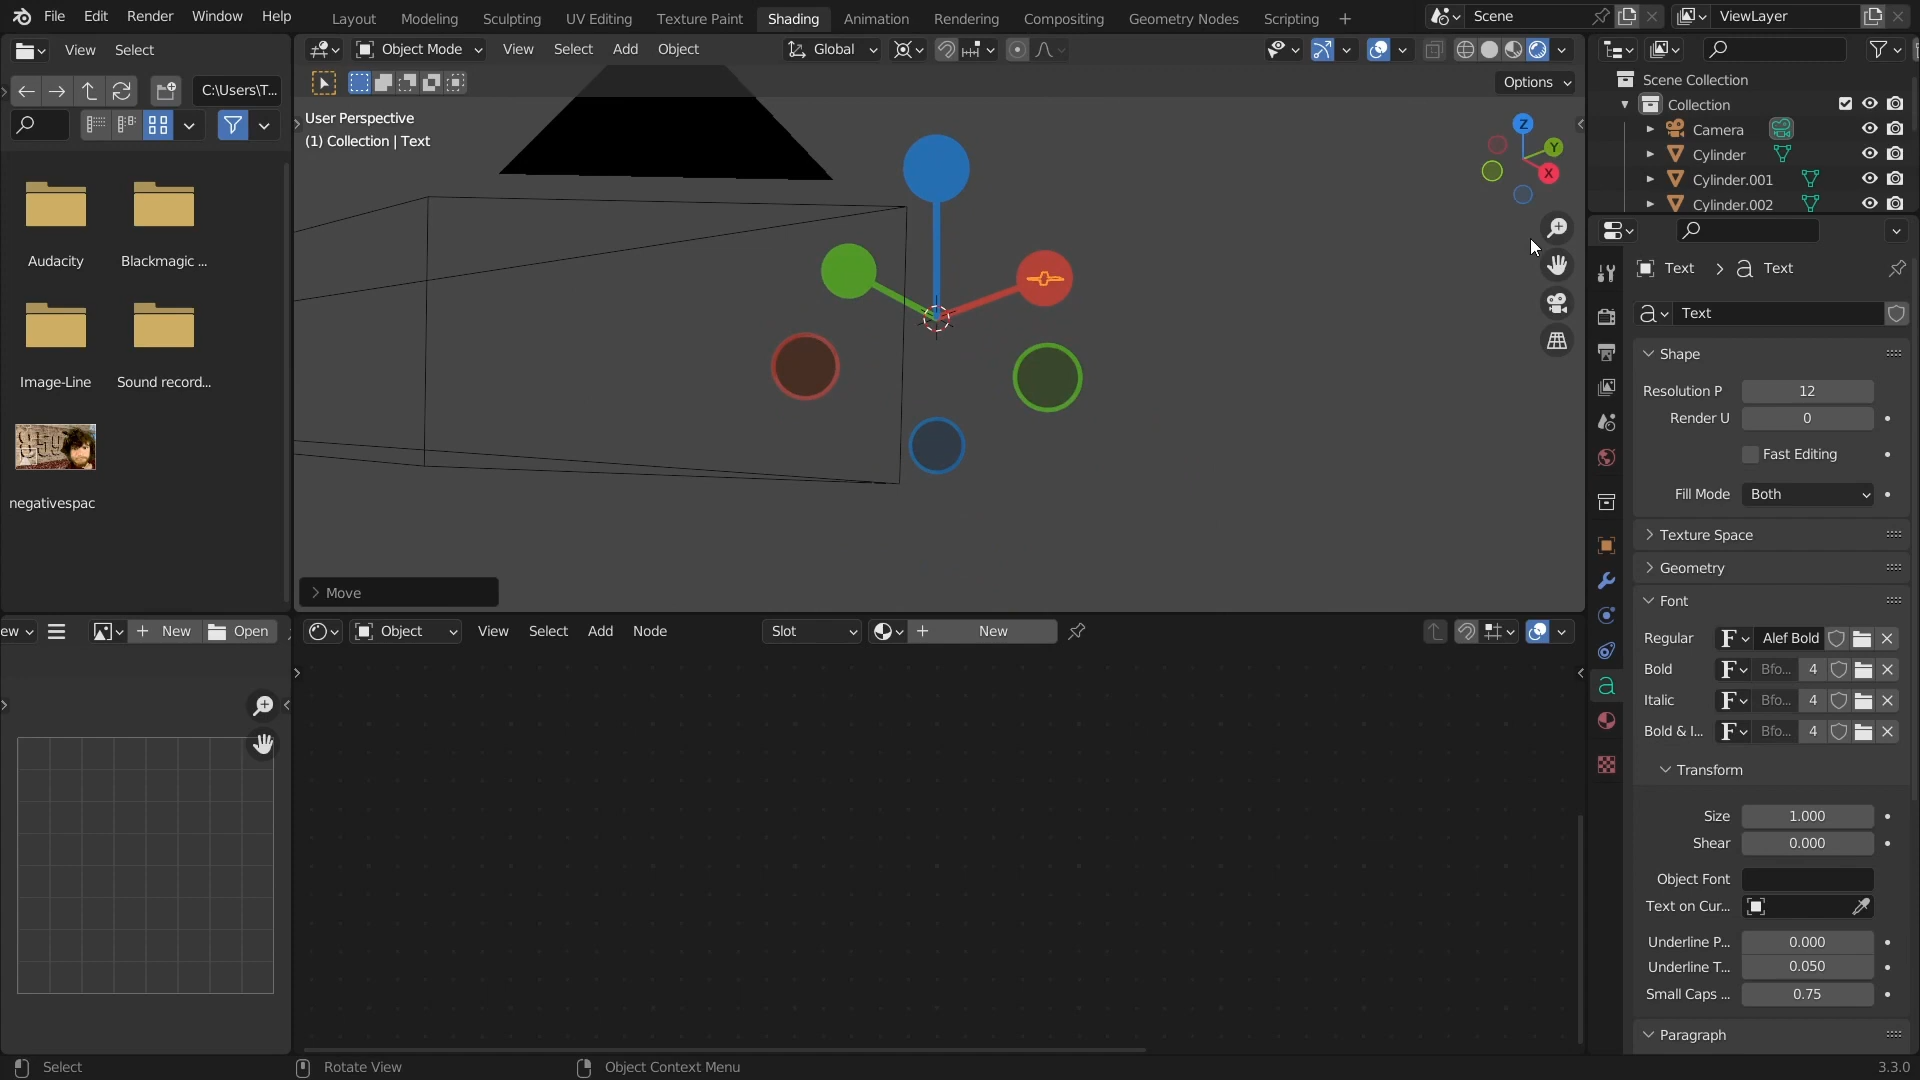 File Edit Render Window Help
Layout Modeling Sculpting UV Editing Texture Paint Shading Animation Rendering Compositing Geometry Nodes Scripting +
Scene
ViewLayer
View Select
Object Mode View Select Add Object
Global
C:\Users\T...
Options
User Perspective
(1) Collection | Text
Z
Y
X
Audacity
Blackmagic ...
Image-Line
Sound record...
negativespac
Move
Scene Collection
Collection
Camera
Cylinder
Cylinder.001
Cylinder.002
Text > Text
Text
Shape
Resolution P 12
Render U 0
Fast Editing
Fill Mode Both
Texture Space
Geometry
Font
Regular F Alef Bold
Bold F Bfo... 4
Italic F Bfo... 4
Bold & I... F Bfo... 4
Transform
Size 1.000
Shear 0.000
Object Font
Text on Cur...
Underline P... 0.000
Underline T... 0.050
Small Caps ... 0.75
Paragraph
ew New Open
Object View Select Add Node
Slot
New
Select
Rotate View
Object Context Menu
3.3.0